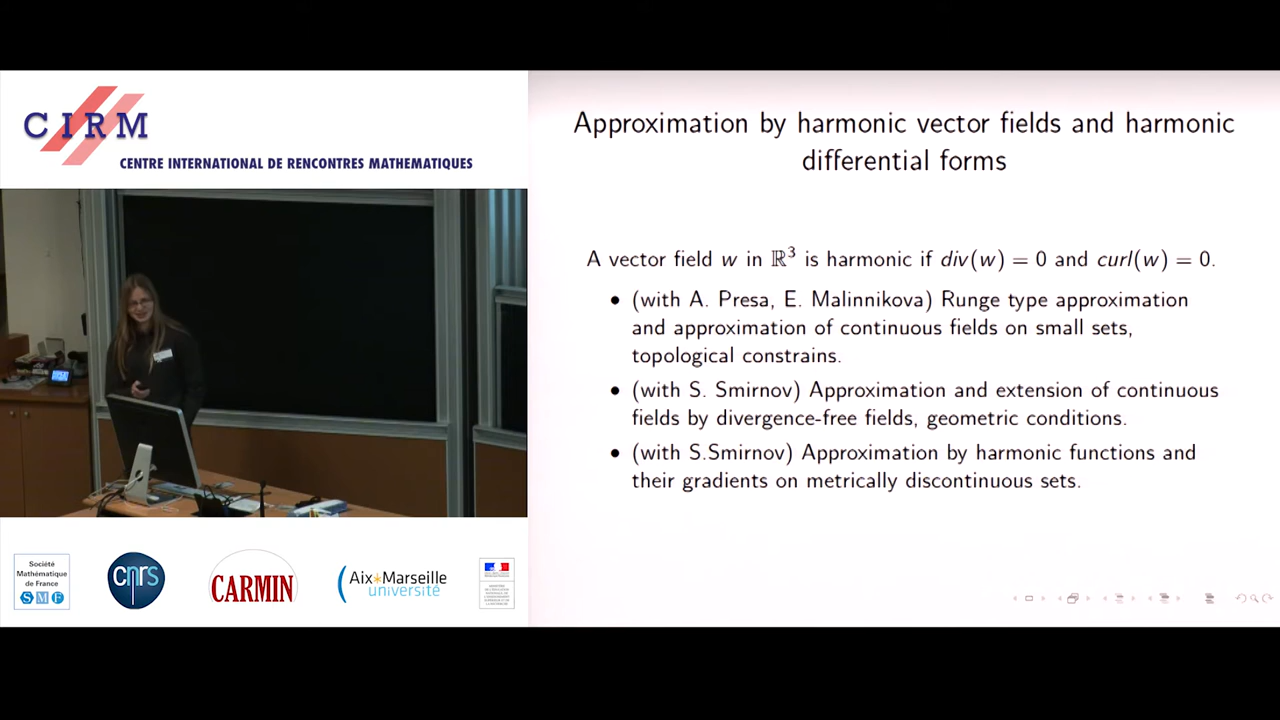 CIRM
CENTRE INTERNATIONAL DE RENCONTRES MATHEMATIQUES
Approximation by harmonic vector fields and harmonic
differential forms
A vector field w in ℝ³ is harmonic if div(w) = 0 and curl(w) = 0.
• (with A. Presa, E. Malinnikova) Runge type approximation
and approximation of continuous fields on small sets,
topological constrains.
• (with S. Smirnov) Approximation and extension of continuous
fields by divergence-free fields, geometric conditions.
• (with S.Smirnov) Approximation by harmonic functions and
their gradients on metrically discontinuous sets.
Société
Mathématique
de France
SMF
cnrs
CARMIN
Aix*Marseille
université